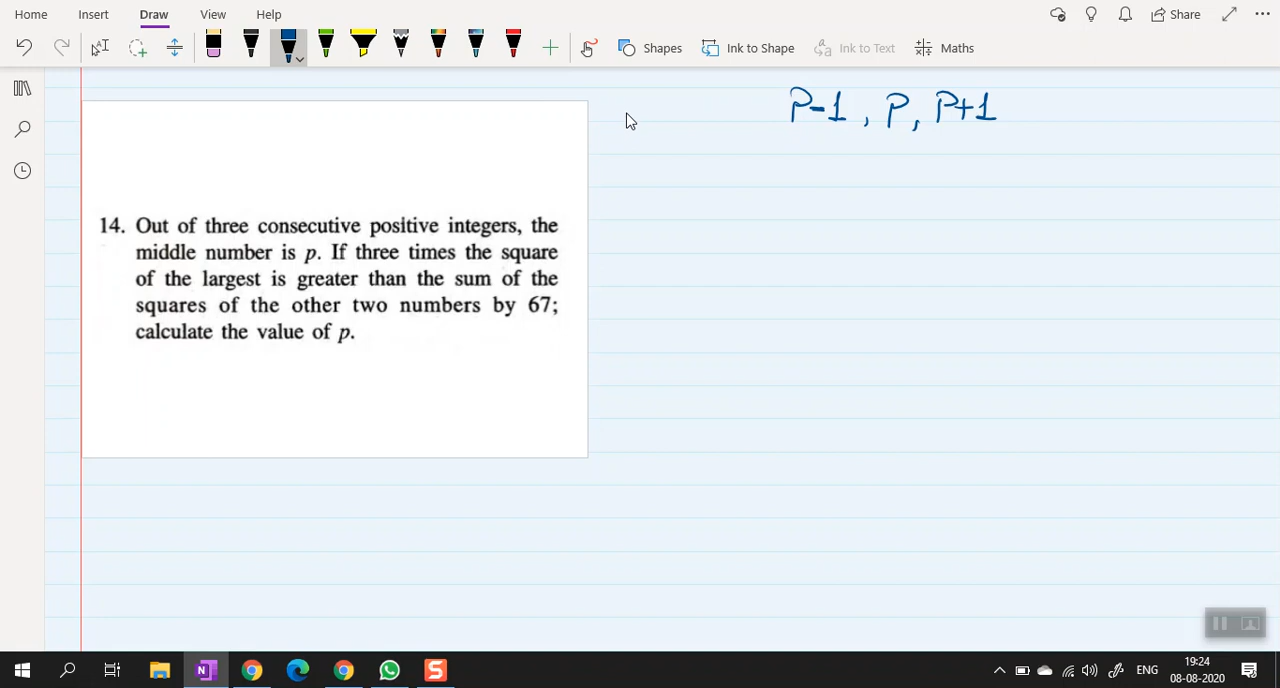 Home Insert Draw View Help
Share
Shapes Ink to Shape Ink to Text Maths
P-1, P, P+1
14. Out of three consecutive positive integers, the
middle number is p. If three times the square
of the largest is greater than the sum of the
squares of the other two numbers by 67;
calculate the value of p.
ENG
19:24
08-08-2020